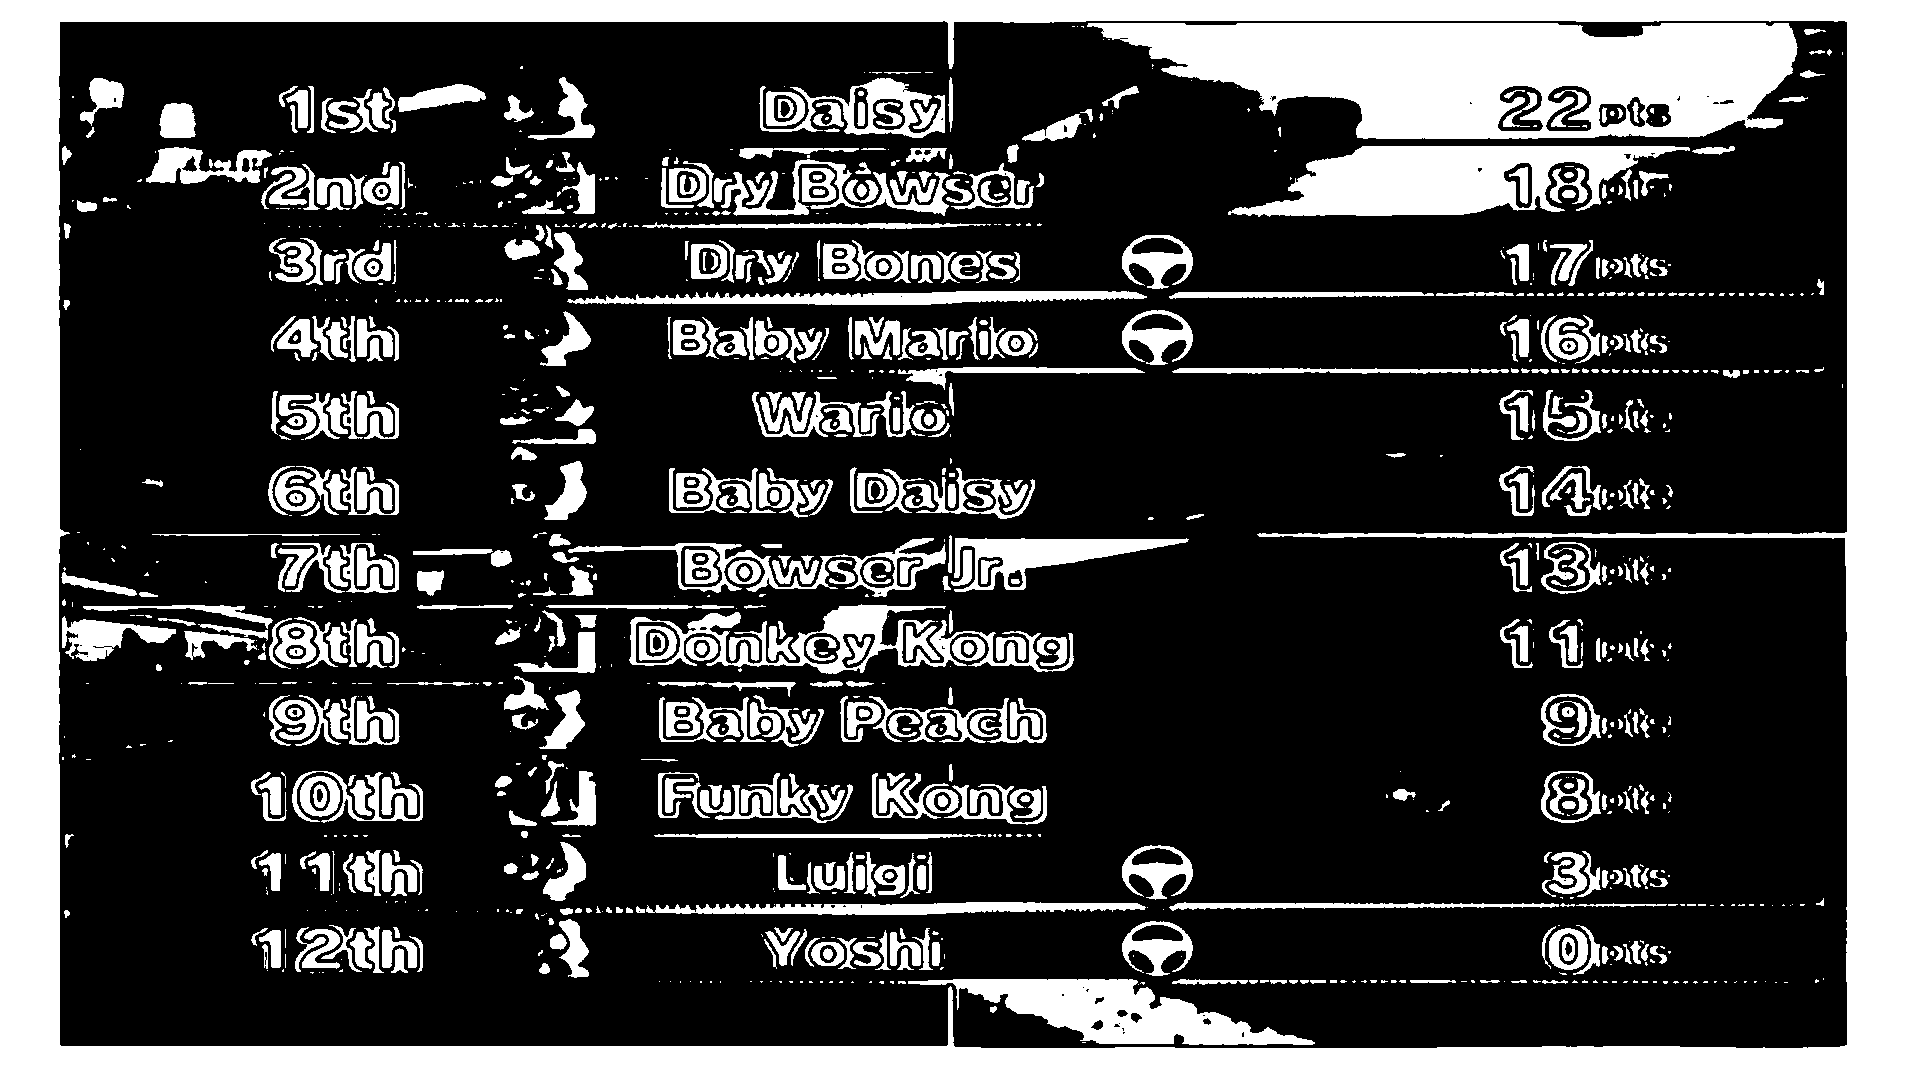 1st Daisy 22pts
2nd Dry Bowser 18pts
3rd Dry Bones 17pts
4th Baby Mario 16pts
5th Wario 15pts
6th Baby Daisy 14pts
7th Bowser Jr. 13pts
8th Donkey Kong 11pts
9th Baby Peach 9pts
10th Funky Kong 8pts
11th Luigi 3pts
12th Yoshi 0pts